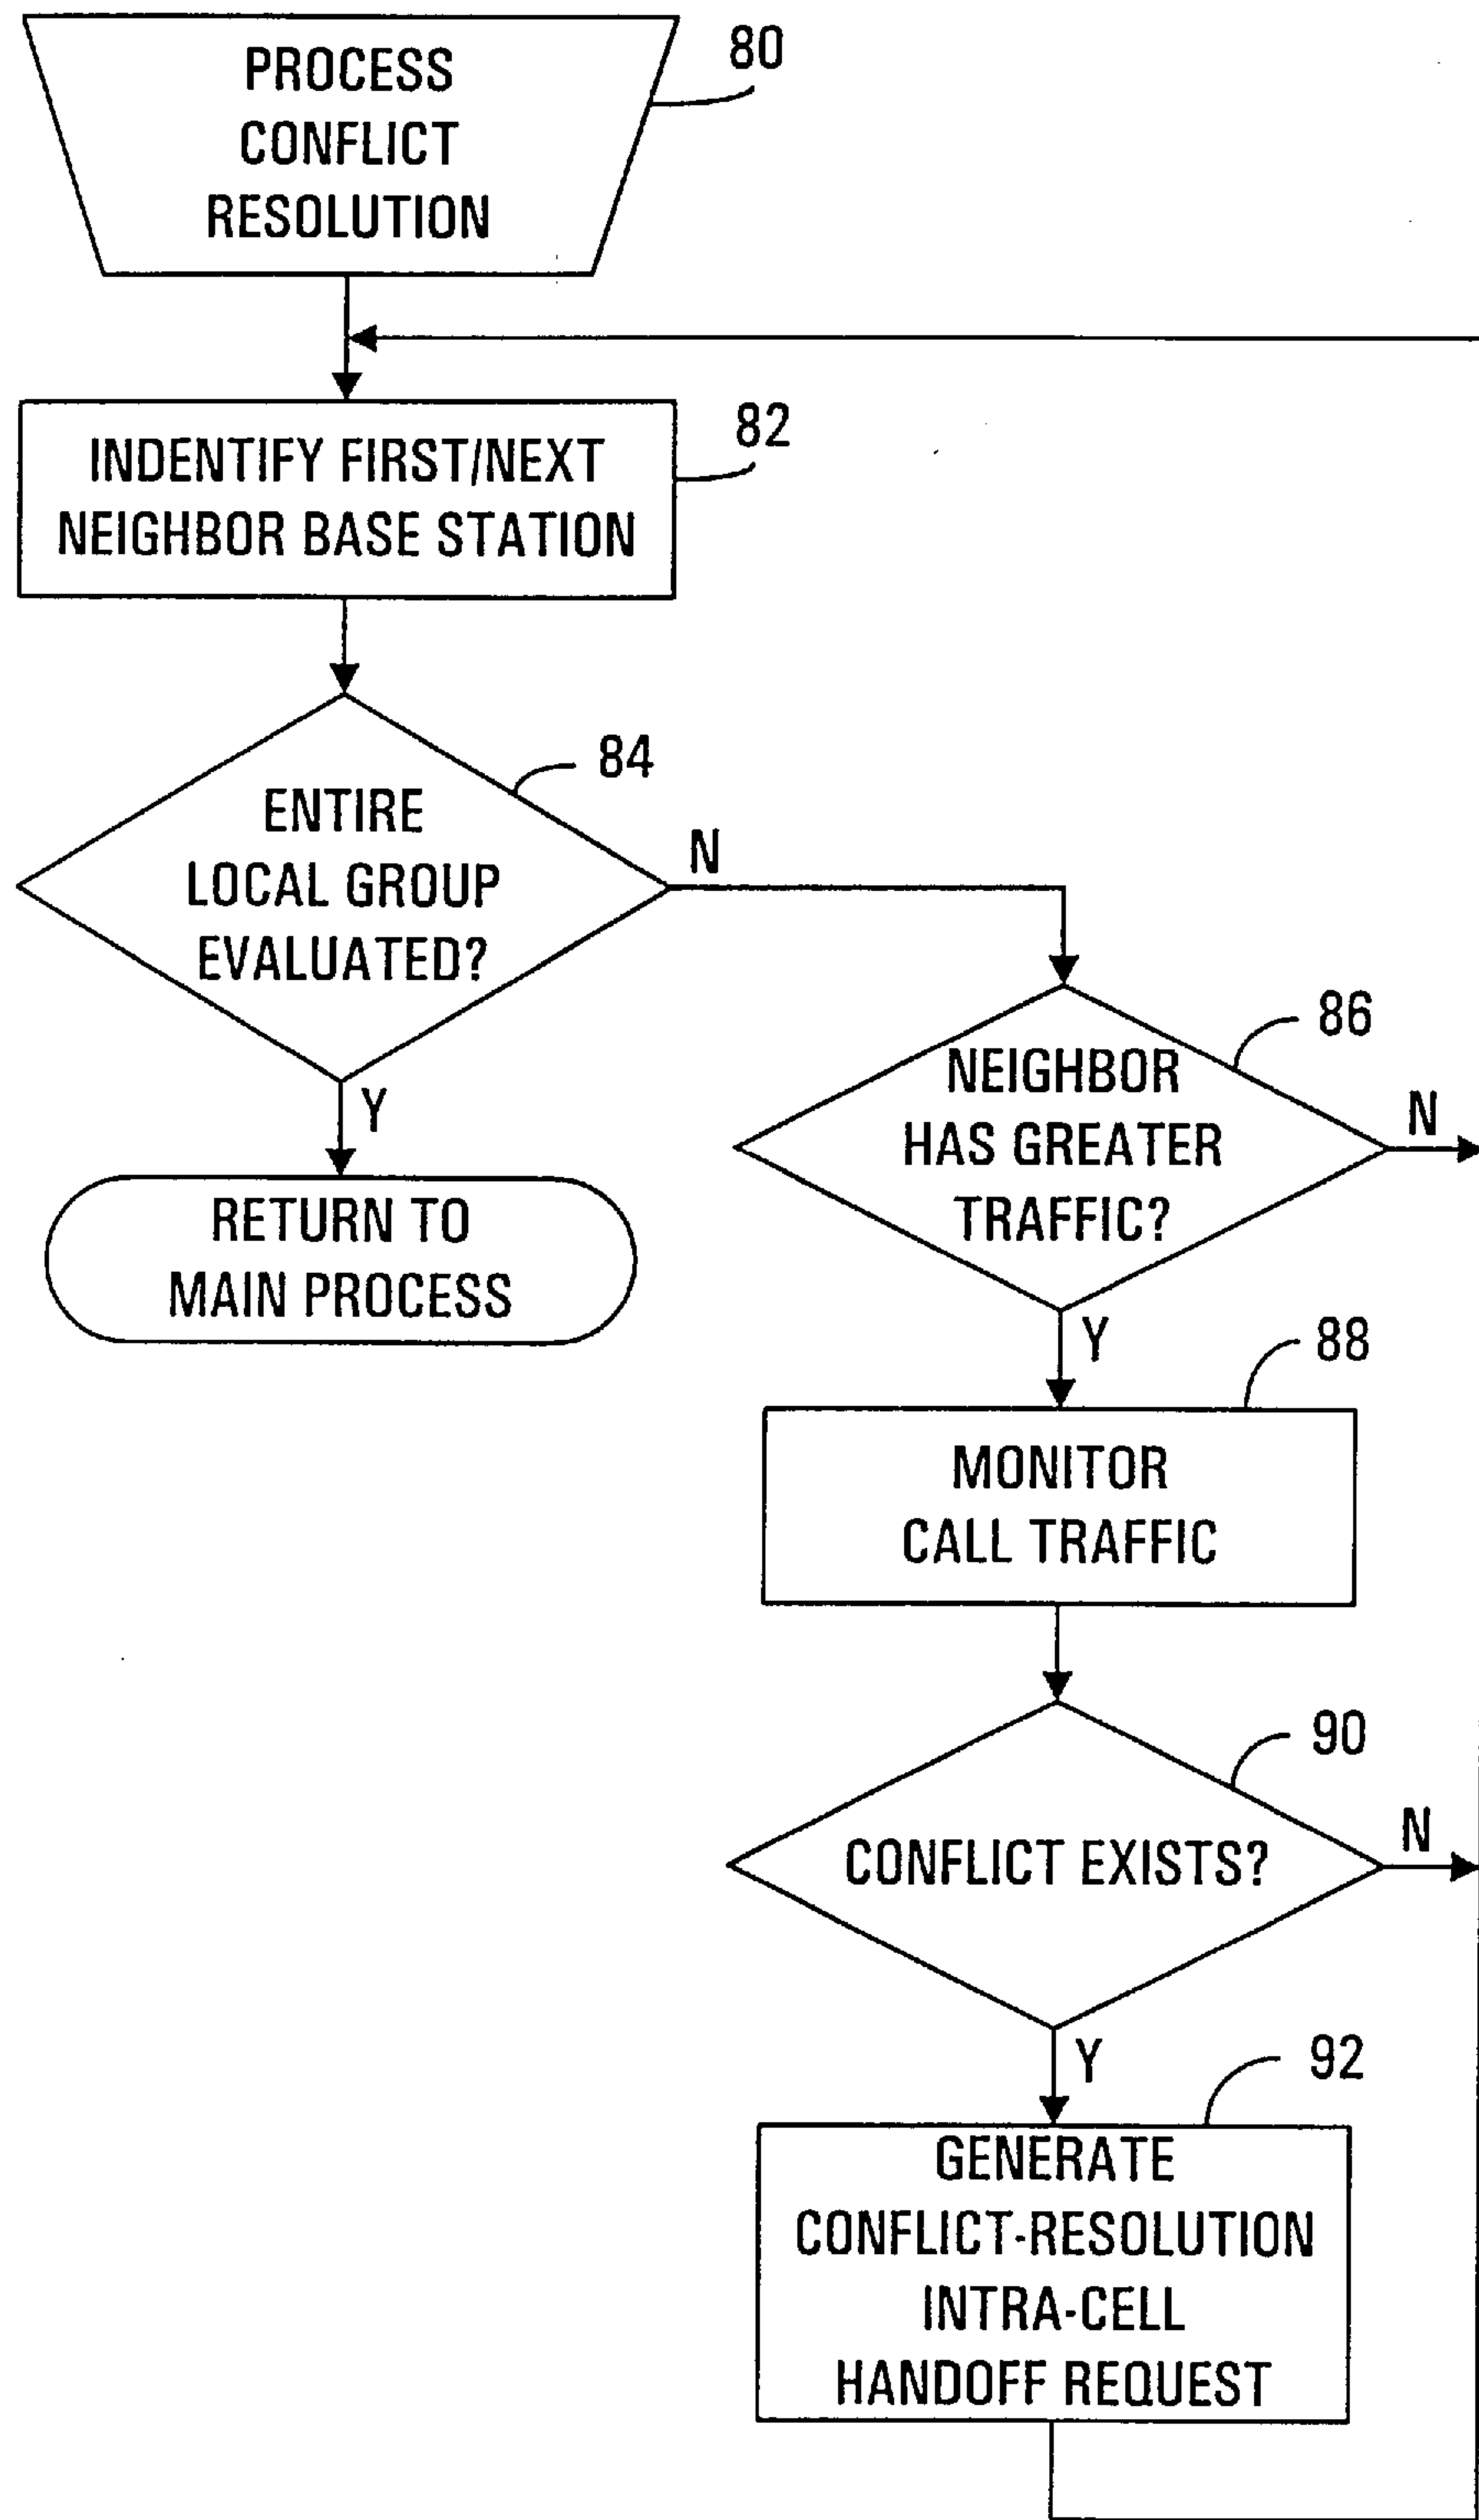 PROCESS
CONFLICT
RESOLUTION
80
INDENTIFY FIRST/NEXT
NEIGHBOR BASE STATION
82
ENTIRE
LOCAL GROUP
EVALUATED?
84
N
Y
RETURN TO
MAIN PROCESS
NEIGHBOR
HAS GREATER
TRAFFIC?
86
N
Y
MONITOR
CALL TRAFFIC
88
CONFLICT EXISTS?
90
N
Y
GENERATE
CONFLICT-RESOLUTION
INTRA-CELL
HANDOFF REQUEST
92